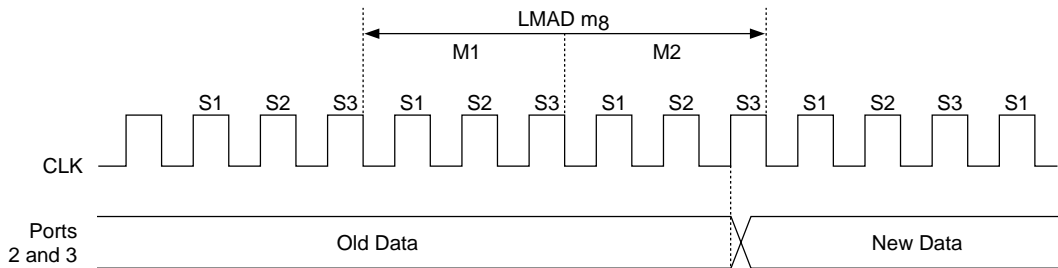 LMAD m8
M1 M2
S1 S2 S3 S1 S2 S3 S1 S2 S3 S1 S2 S3 S1
CLK
Ports
2 and 3
Old Data New Data